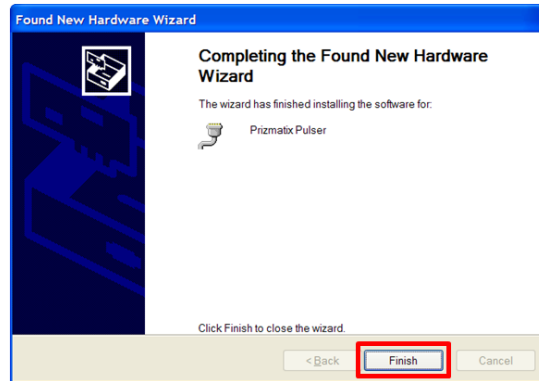 Found New Hardware Wizard
Completing the Found New Hardware
Wizard
The wizard has finished installing the software for:
Prizmatix Pulser
Click Finish to close the wizard.
< Back
Finish
Cancel